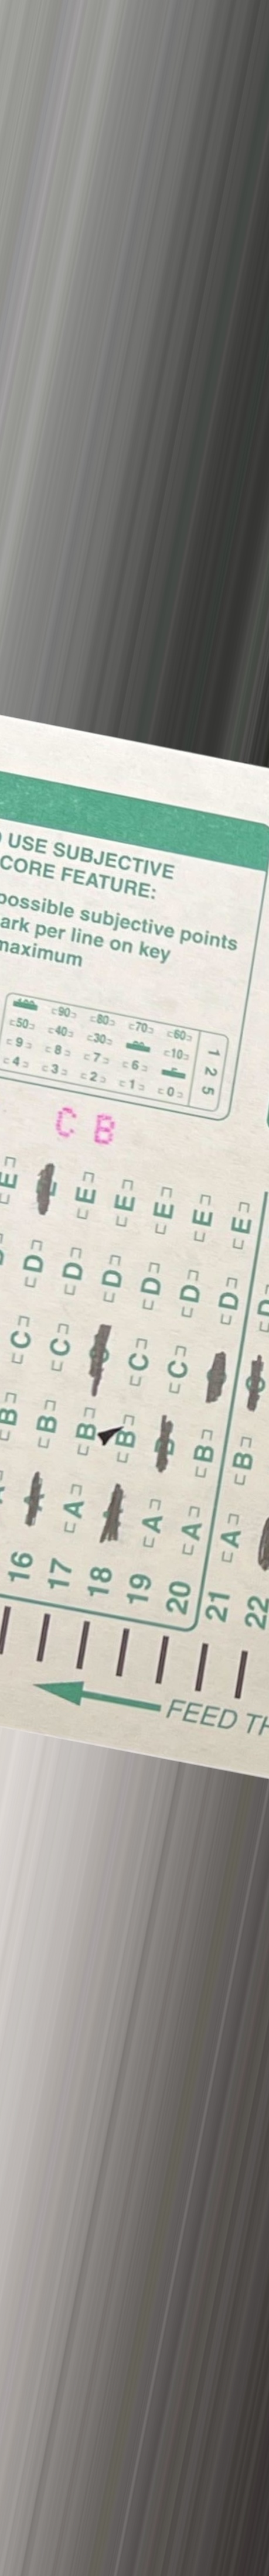 USE SUBJECTIVE
CORE FEATURE:
possible subjective points
ark per line on key
maximum
90 80 70 60
50 40 30 10 1
9 8 7 6 2
4 3 2 1 0 5
C B
E E E E E E
D D D D D D
C C C C
B B B B B B
A A A A
16 17 18 19 20 21 22
FEED TH